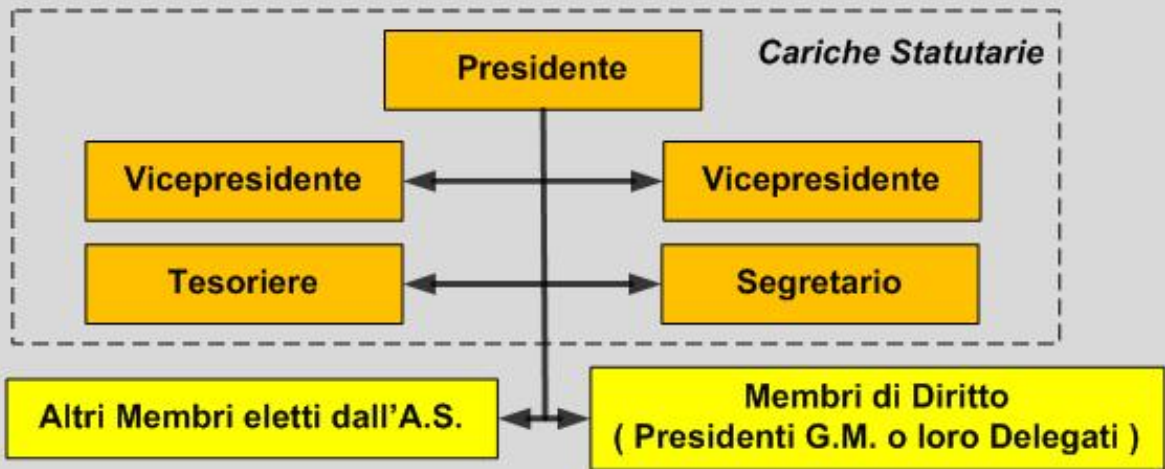 Cariche Statutarie
Presidente
Vicepresidente
Vicepresidente
Tesoriere
Segretario
Altri Membri eletti dall'A.S.
Membri di Diritto
( Presidenti G.M. o loro Delegati )